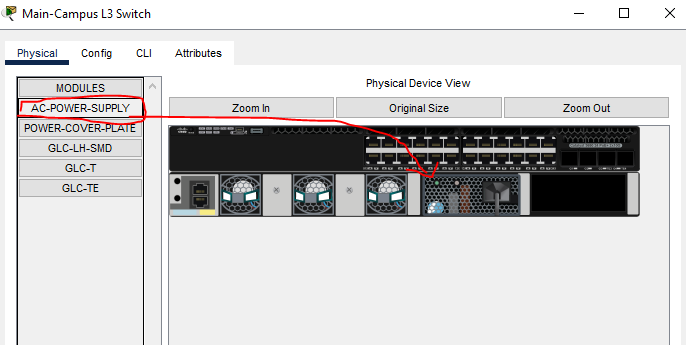 Main-Campus L3 Switch
Physical Config CLI Attributes
MODULES
AC-POWER-SUPPLY
POWER-COVER-PLATE
GLC-LH-SMD
GLC-T
GLC-TE
Physical Device View
Zoom In Original Size Zoom Out